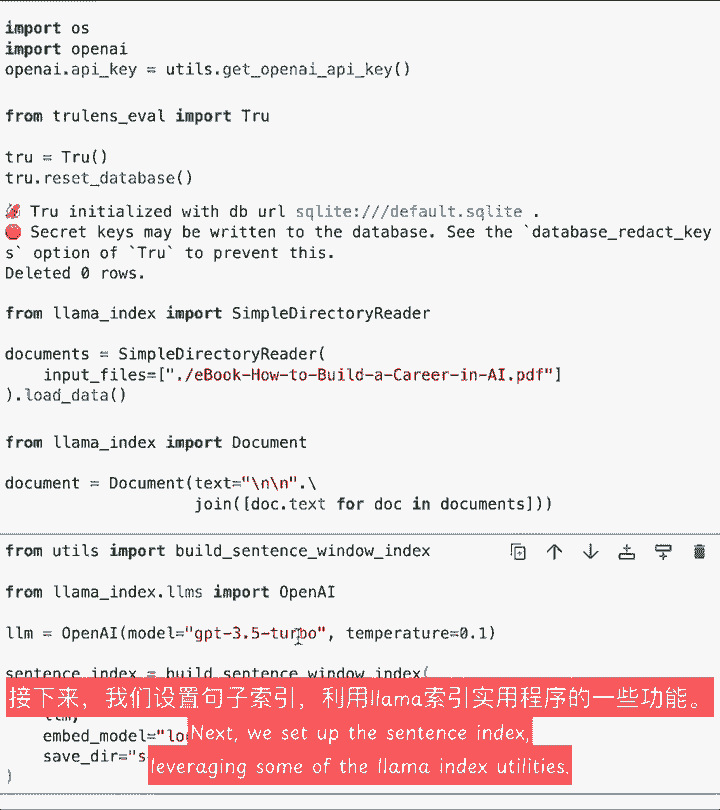 import os
import openai
openai.api_key = utils.get_openai_api_key()
from trulens_eval import Tru
tru = Tru()
tru.reset_database()
🦑 Tru initialized with db url sqlite:///default.sqlite .
🛑 Secret keys may be written to the database. See the `database_redact_key
s` option of `Tru` to prevent this.
Deleted 0 rows.
from llama_index import SimpleDirectoryReader
documents = SimpleDirectoryReader(
    input_files=["./eBook-How-to-Build-a-Career-in-AI.pdf"]
).load_data()
from llama_index import Document
document = Document(text="\n\n".\
                    join([doc.text for doc in documents]))
from utils import build_sentence_window_index
from llama_index.llms import OpenAI
llm = OpenAI(model="gpt-3.5-turbo", temperature=0.1)
sentence_index = build_sentence_window_index(
接下来，我们设置句子索引，利用llama索引实用程序的一些功能。
embed_model="lo
Next, we set up the sentence index,
save_dir="s
leveraging some of the llama index utilities.
)